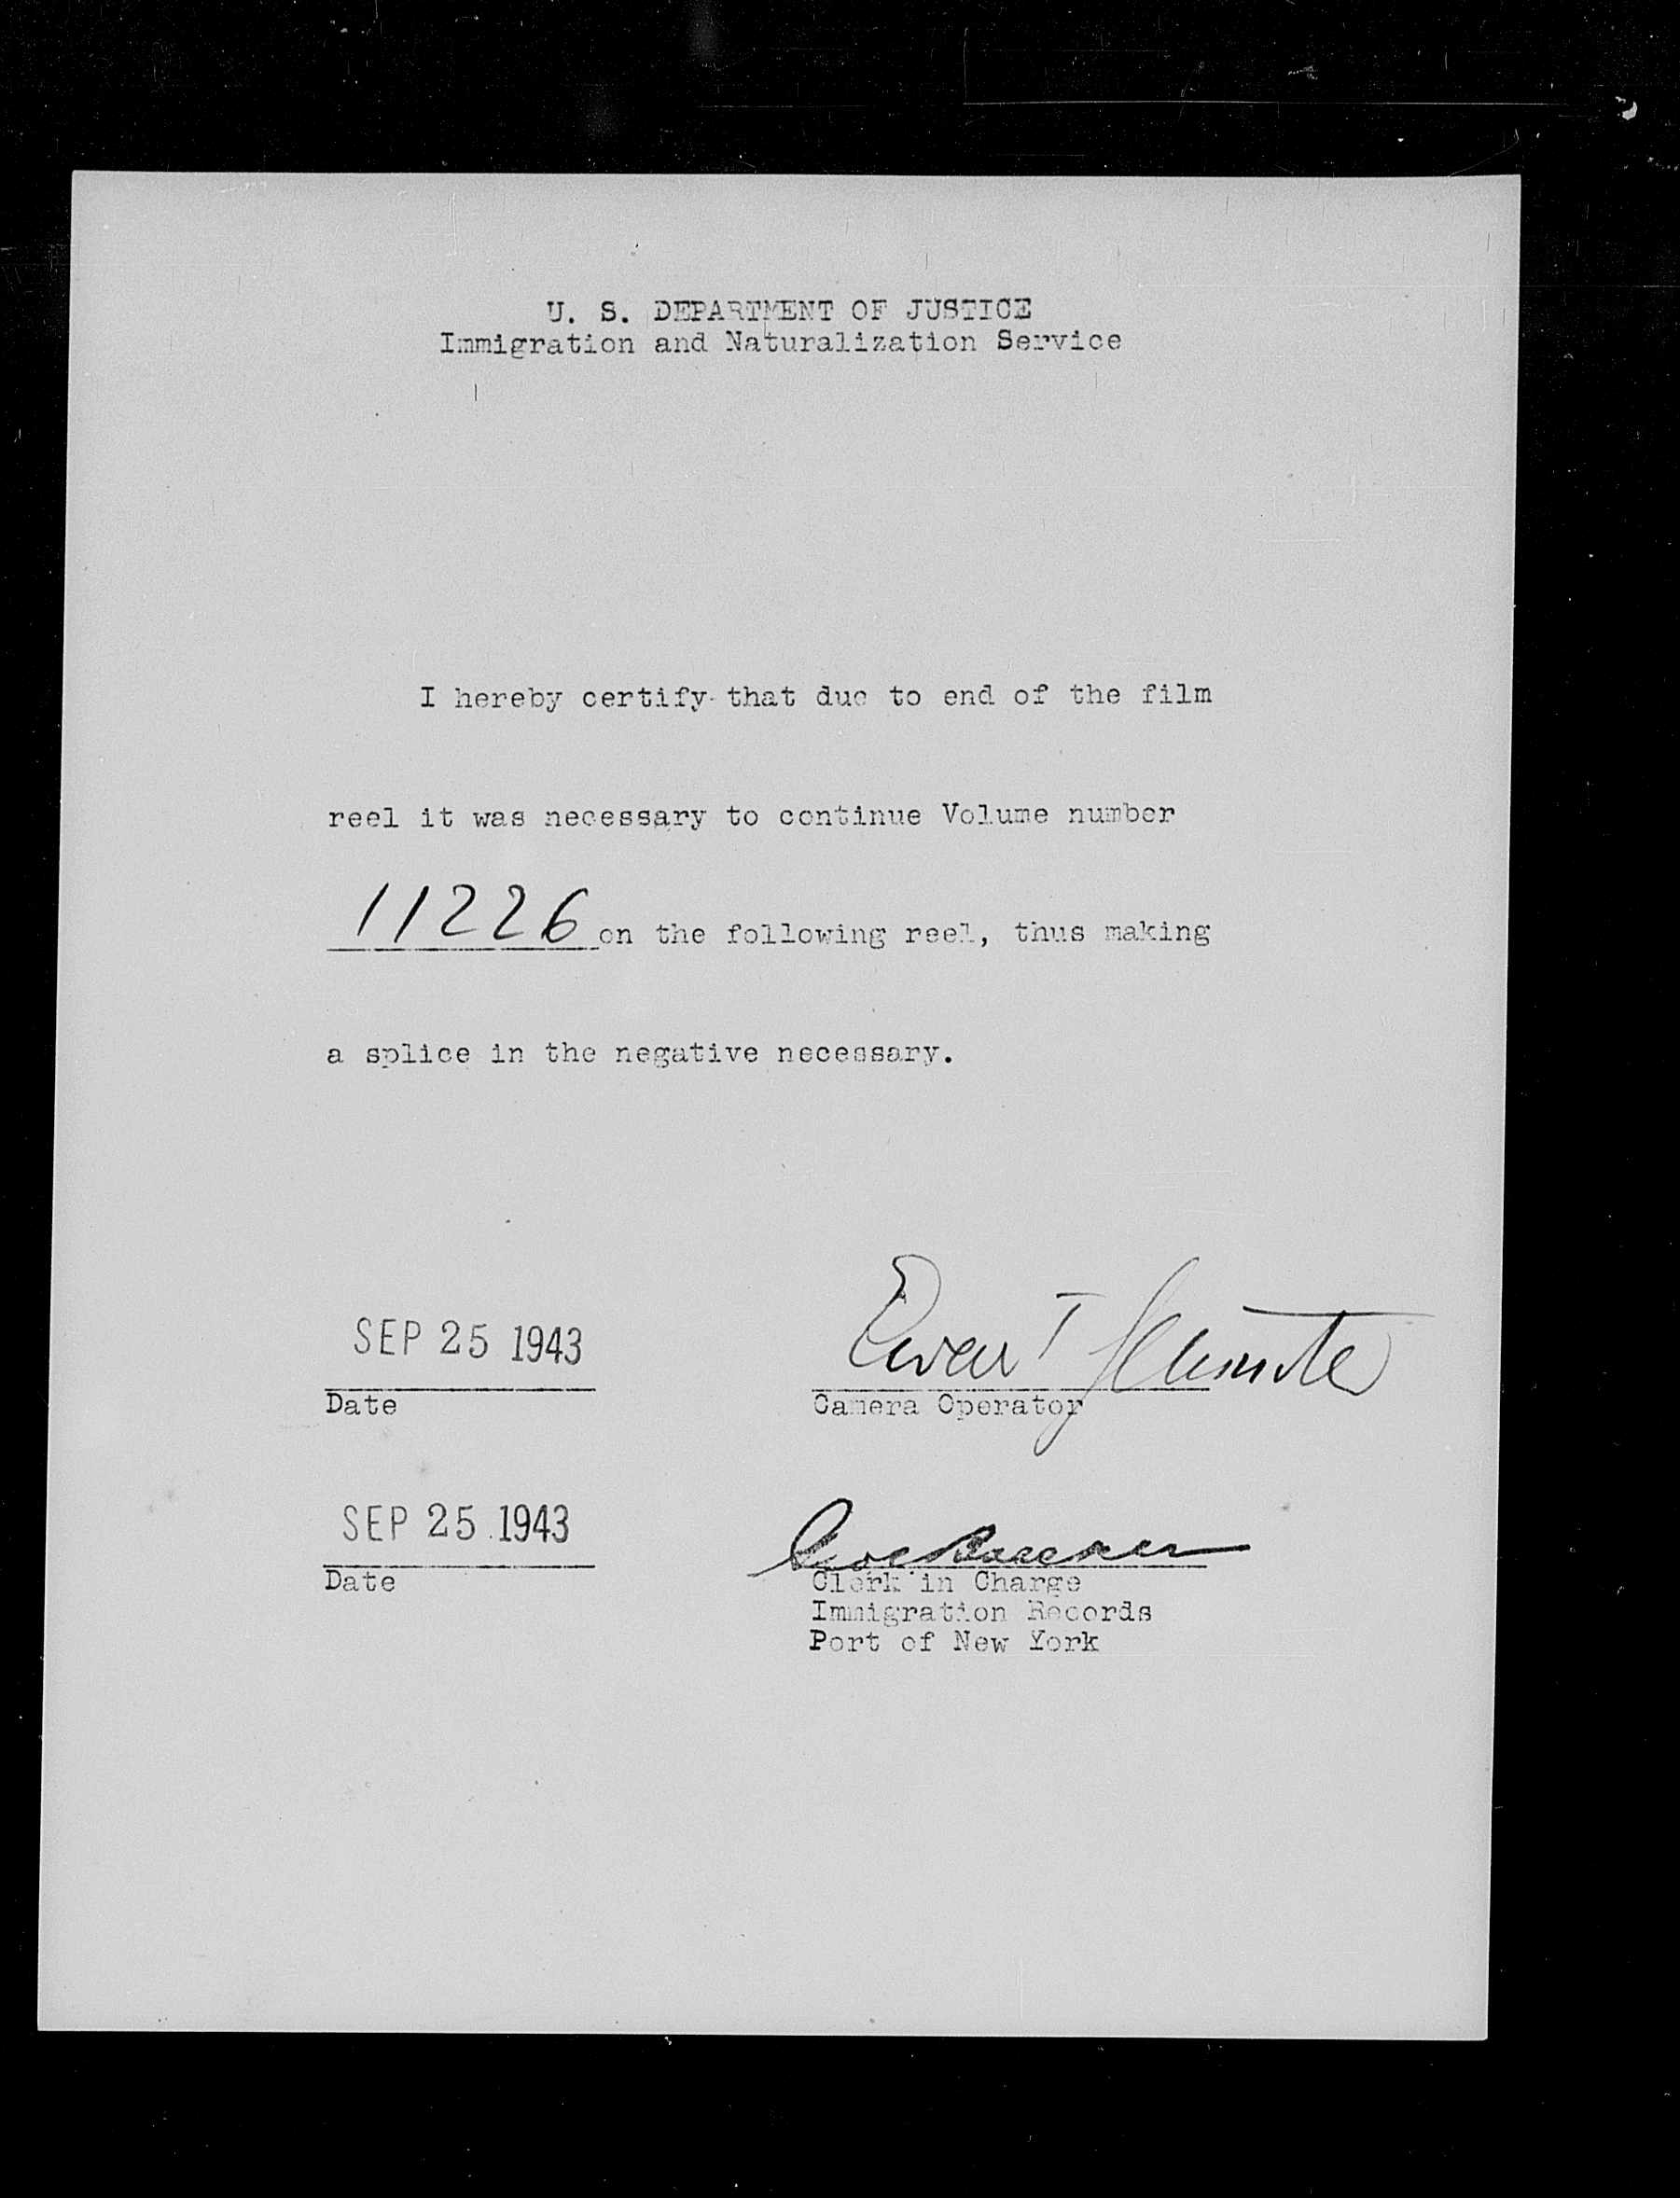 U. S. DEPARTMENT OF JUSTICE
Immigration and Naturalization Service
I hereby certify that due to end of the film
reel it was necessary to continue Volume number
11226 on the following reel, thus making
a splice in the negative necessary.
SEP 25 1943
Date
Camera Operator
SEP 25 1943
Date
Clerk in Charge
Immigration Records
Port of New York